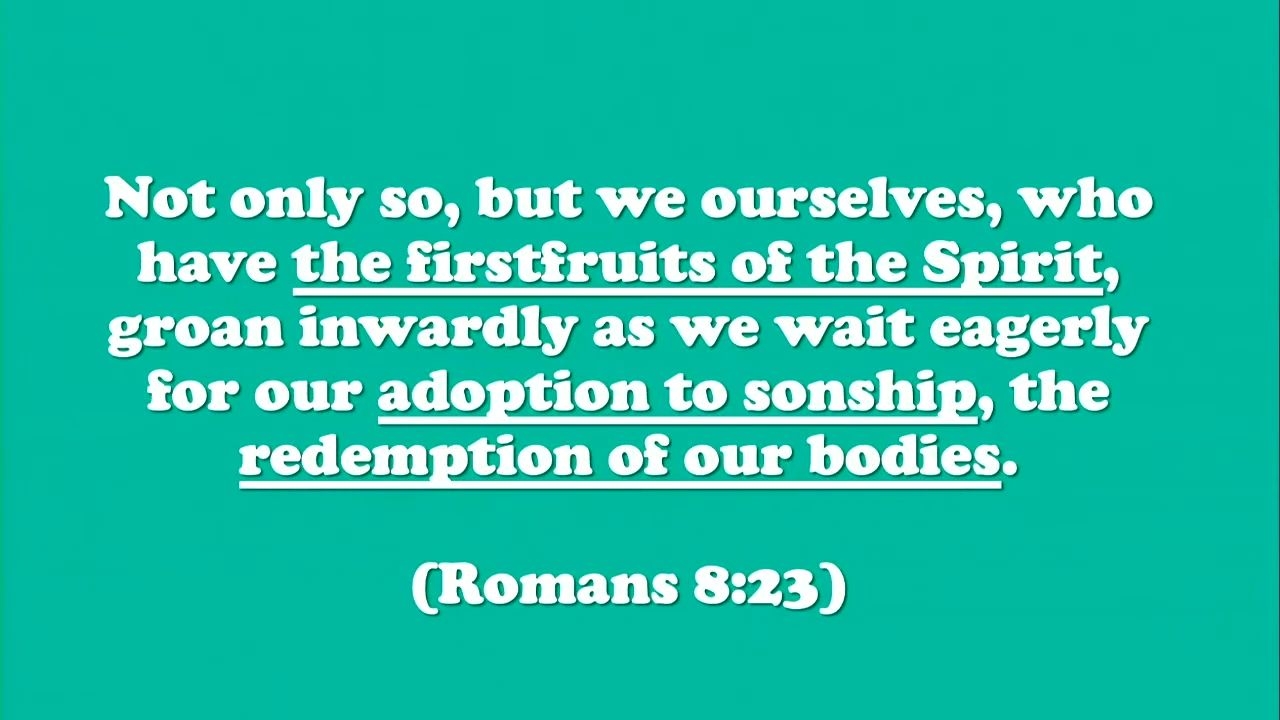 Not only so, but we ourselves, who
have the firstfruits of the Spirit,
groan inwardly as we wait eagerly
for our adoption to sonship, the
redemption of our bodies.
(Romans 8:23)